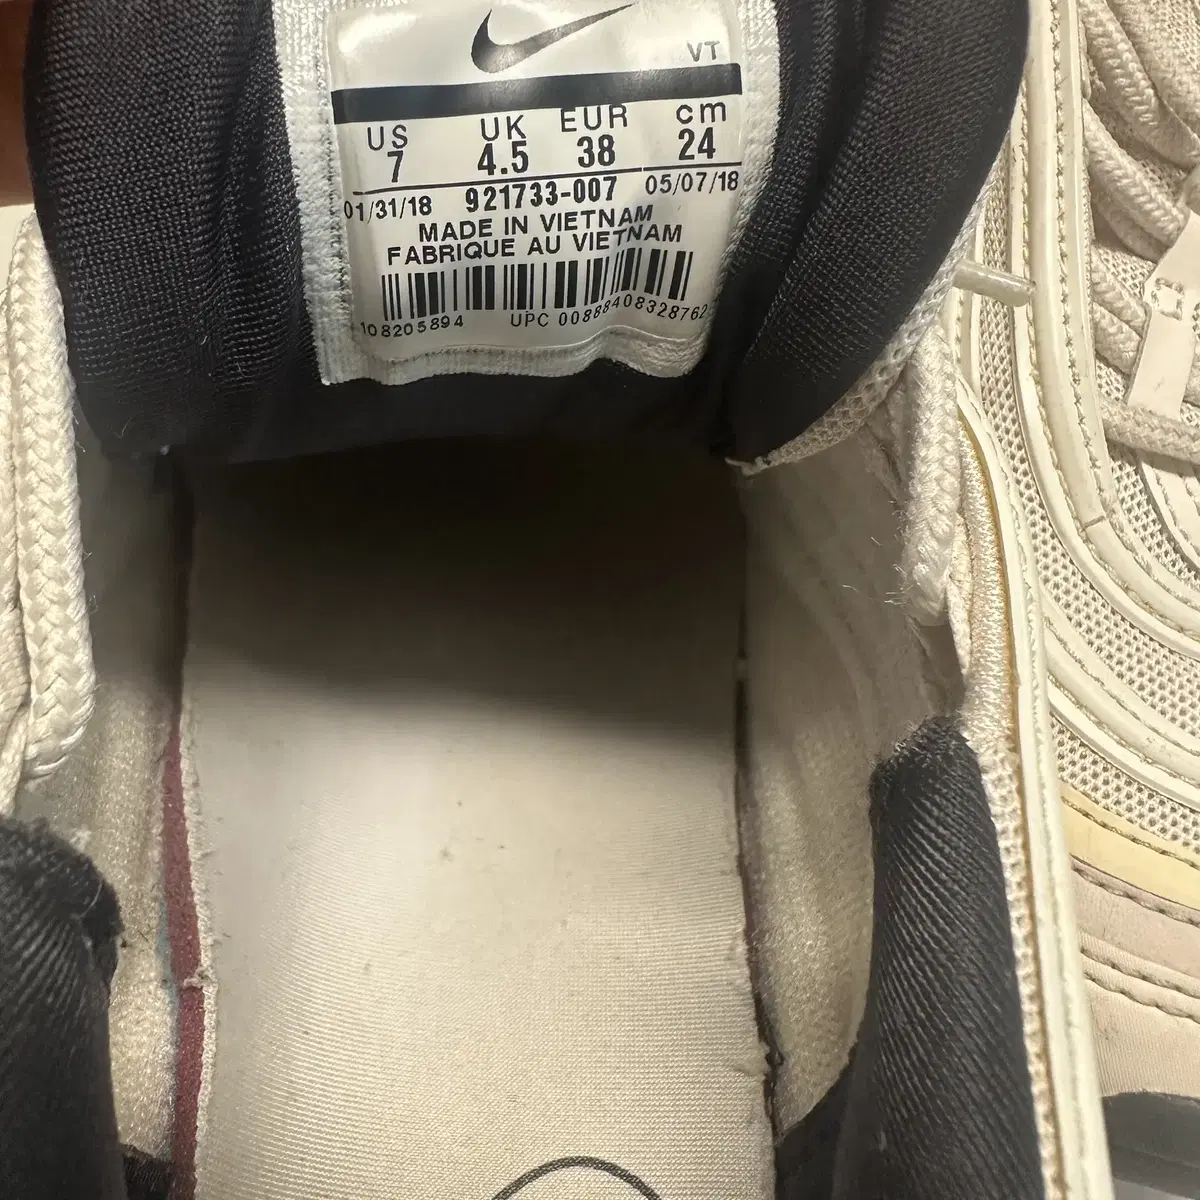 VT
US UK EUR cm
7 4.5 38 24
01/31/18 921733-007 05/07/18
MADE IN VIETNAM
FABRIQUE AU VIETNAM
108205894 UPC 00888408328762